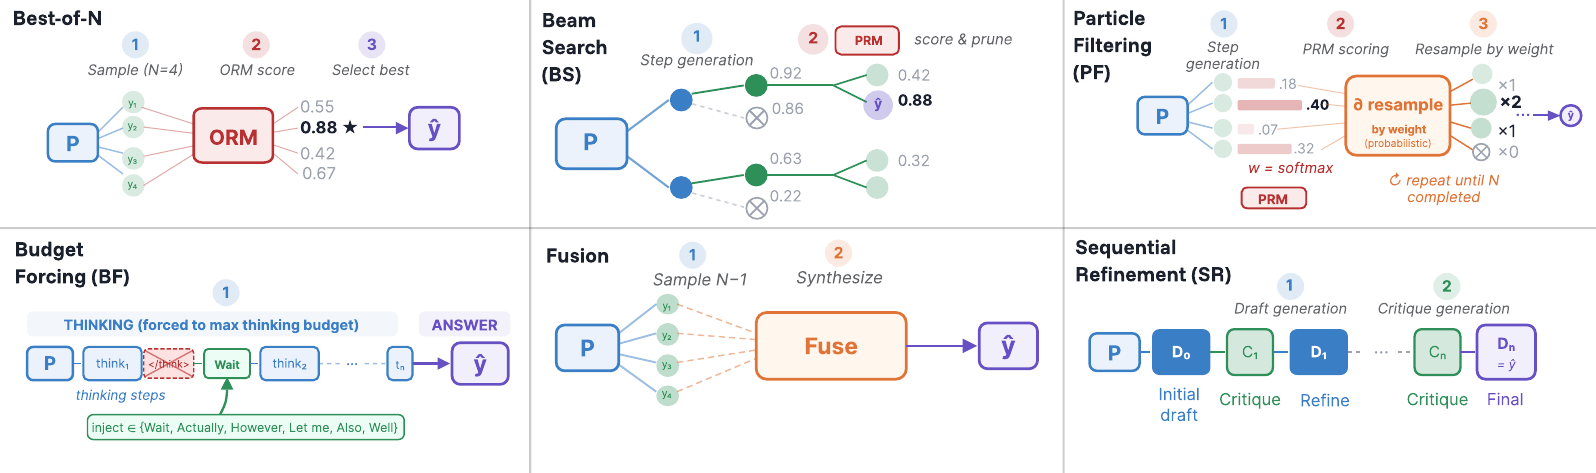 Best-of-N
1
2
3
Sample (N=4)
ORM score
Select best
P
y₁
y₂
y₃
y₄
ORM
0.55
0.88 ★
0.42
0.67
ŷ
Beam
Search
(BS)
1
2
PRM
score & prune
Step generation
P
0.92
0.86
0.63
0.22
0.42
ŷ
0.88
0.32
Particle
Filtering
(PF)
1
2
3
Step
generation
PRM scoring
Resample by weight
P
.18
.40
.07
.32
w = softmax
PRM
∂ resample
by weight
(probabilistic)
×1
×2
×1
×0
...
ŷ
↻ repeat until N
completed
Budget
Forcing (BF)
1
THINKING (forced to max thinking budget)
ANSWER
P
think₁
</think>
Wait
think₂
...
tₙ
ŷ
thinking steps
inject ∈ {Wait, Actually, However, Let me, Also, Well}
Fusion
1
2
Sample N−1
Synthesize
P
y₁
y₂
y₃
y₄
Fuse
ŷ
Sequential
Refinement (SR)
1
2
Draft generation
Critique generation
P
D₀
C₁
D₁
...
Cₙ
Dₙ
= ŷ
Initial
draft
Critique
Refine
Critique
Final